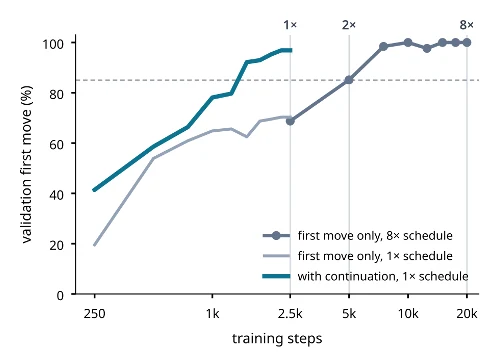 1× 2× 8×
100
80
60
40
20
0
validation first move (%)
first move only, 8× schedule
first move only, 1× schedule
with continuation, 1× schedule
250 1k 2.5k 5k 10k 20k
training steps